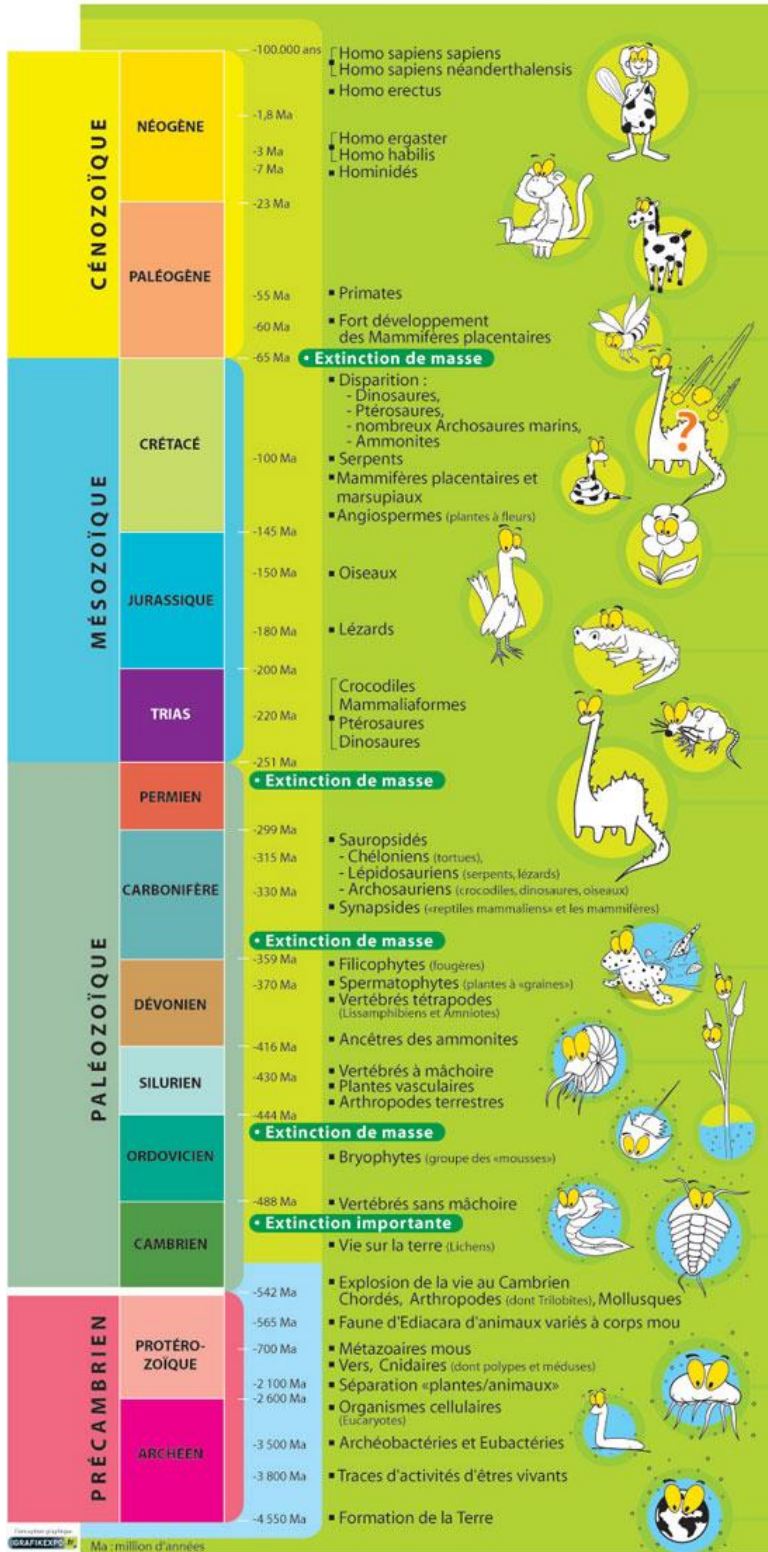 CÉNOZOÏQUE
NÉOGÈNE
-100.000 ans
Homo sapiens sapiens
Homo sapiens néanderthalensis
▪ Homo erectus
-1,8 Ma
Homo ergaster
-3 Ma
Homo habilis
-7 Ma
▪ Hominidés
-23 Ma
PALÉOGÈNE
-55 Ma
▪ Primates
-60 Ma
▪ Fort développement
des Mammifères placentaires
-65 Ma
• Extinction de masse
MÉSOZOÏQUE
CRÉTACÉ
▪ Disparition :
- Dinosaures,
- Ptérosaures,
- nombreux Archosaures marins,
- Ammonites
?
-100 Ma
▪ Serpents
▪ Mammifères placentaires et
marsupiaux
▪ Angiospermes (plantes à fleurs)
-145 Ma
JURASSIQUE
-150 Ma
▪ Oiseaux
-180 Ma
▪ Lézards
-200 Ma
TRIAS
Crocodiles
Mammaliaformes
-220 Ma
Ptérosaures
Dinosaures
-251 Ma
PALÉOZOÏQUE
PERMIEN
• Extinction de masse
-299 Ma
CARBONIFÈRE
▪ Sauropsidés
-315 Ma
- Chéloniens (tortues),
- Lépidosauriens (serpents, lézards)
-330 Ma
- Archosauriens (crocodiles, dinosaures, oiseaux)
▪ Synapsides («reptiles mammaliens» et les mammifères)
• Extinction de masse
-359 Ma
DÉVONIEN
▪ Filicophytes (fougères)
-370 Ma
▪ Spermatophytes (plantes à «graines»)
▪ Vertébrés tétrapodes
(Lissamphibiens et Amniotes)
▪ Ancêtres des ammonites
-416 Ma
SILURIEN
-430 Ma
▪ Vertébrés à mâchoire
▪ Plantes vasculaires
▪ Arthropodes terrestres
-444 Ma
ORDOVICIEN
• Extinction de masse
▪ Bryophytes (groupe des «mousses»)
-488 Ma
▪ Vertébrés sans mâchoire
CAMBRIEN
• Extinction importante
▪ Vie sur la terre (Lichens)
-542 Ma
▪ Explosion de la vie au Cambrien
Chordés, Arthropodes (dont Trilobites), Mollusques
PRÉCAMBRIEN
PROTÉRO-
ZOÏQUE
-565 Ma
▪ Faune d'Ediacara d'animaux variés à corps mou
-700 Ma
▪ Métazoaires mous
▪ Vers, Cnidaires (dont polypes et méduses)
-2 100 Ma
▪ Séparation «plantes/animaux»
-2 600 Ma
ARCHÉEN
▪ Organismes cellulaires
(Eucaryotes)
-3 500 Ma
▪ Archéobactéries et Eubactéries
-3 800 Ma
▪ Traces d'activités d'êtres vivants
-4 550 Ma
▪ Formation de la Terre
Conception graphique
GRAFIKEXPO.fr
Ma : million d'années